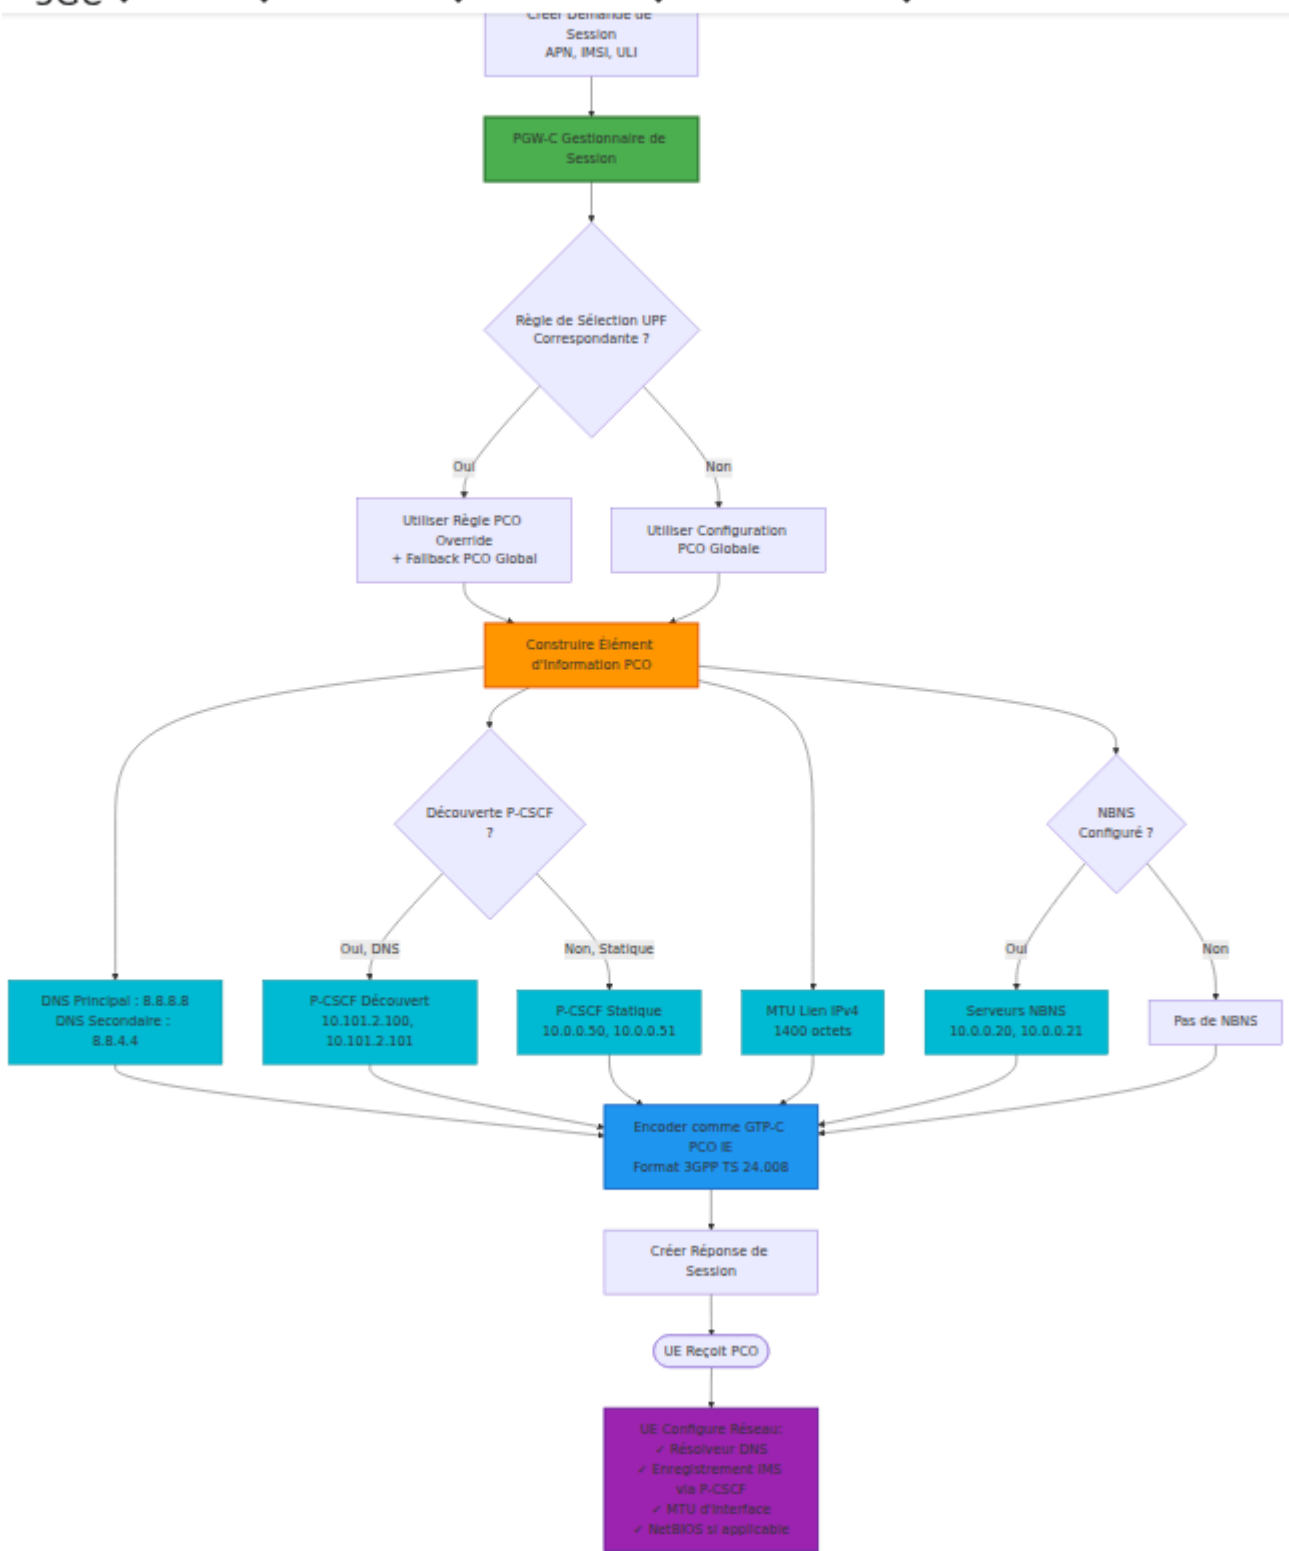 Créer Demande de
Session
APN, IMSI, ULI
PGW-C Gestionnaire de
Session
Règle de Sélection UPF
Correspondante ?
Oui
Non
Utiliser Règle PCO
Override
+ Fallback PCO Global
Utiliser Configuration
PCO Globale
Construire Élément
d'Information PCO
Découverte P-CSCF
?
NBNS
Configuré ?
Oui, DNS
Non, Statique
Oui
Non
DNS Principal : 8.8.8.8
DNS Secondaire :
8.8.4.4
P-CSCF Découvert
10.101.2.100,
10.101.2.101
P-CSCF Statique
10.0.0.50, 10.0.0.51
MTU Lien IPv4
1400 octets
Serveurs NBNS
10.0.0.20, 10.0.0.21
Pas de NBNS
Encoder comme GTP-C
PCO IE
Format 3GPP TS 24.008
Créer Réponse de
Session
UE Reçoit PCO
UE Configure Réseau:
✓ Résolveur DNS
✓ Enregistrement IMS
via P-CSCF
✓ MTU d'Interface
✓ NetBIOS si applicable